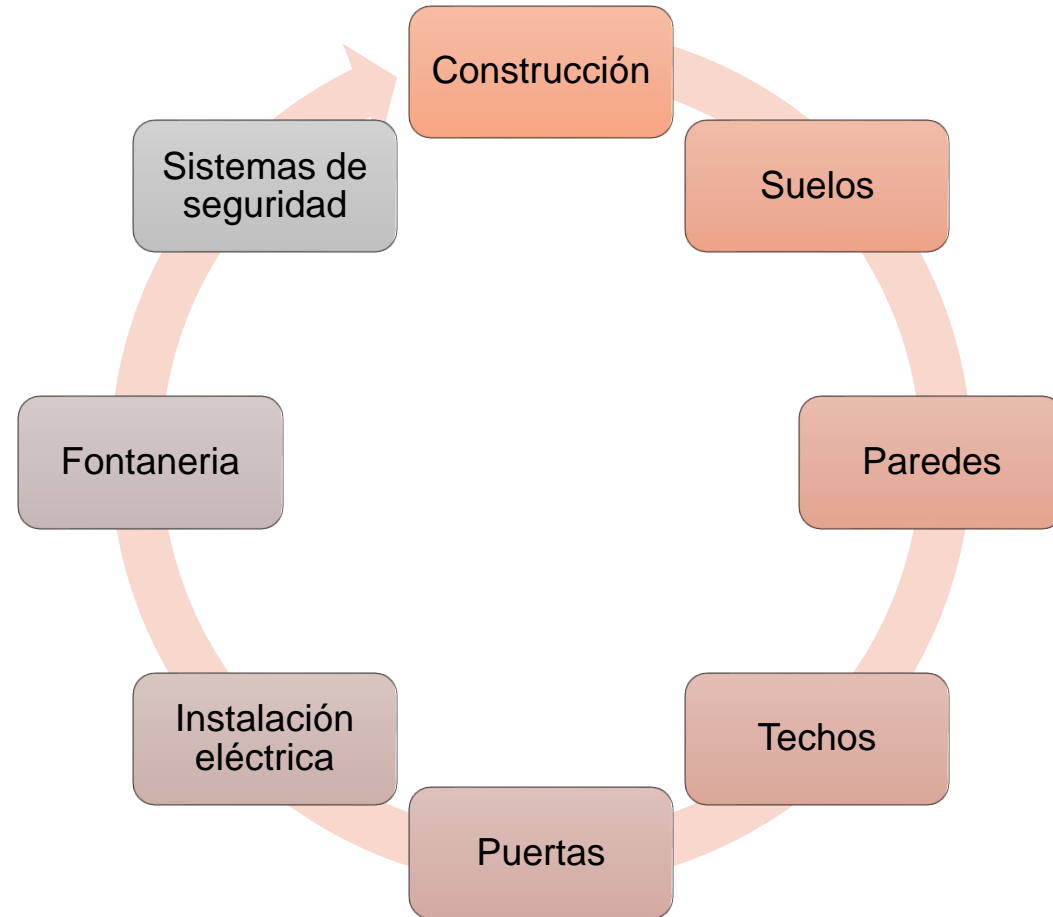 Construcción
Suelos
Paredes
Techos
Puertas
Instalación
eléctrica
Fontaneria
Sistemas de
seguridad